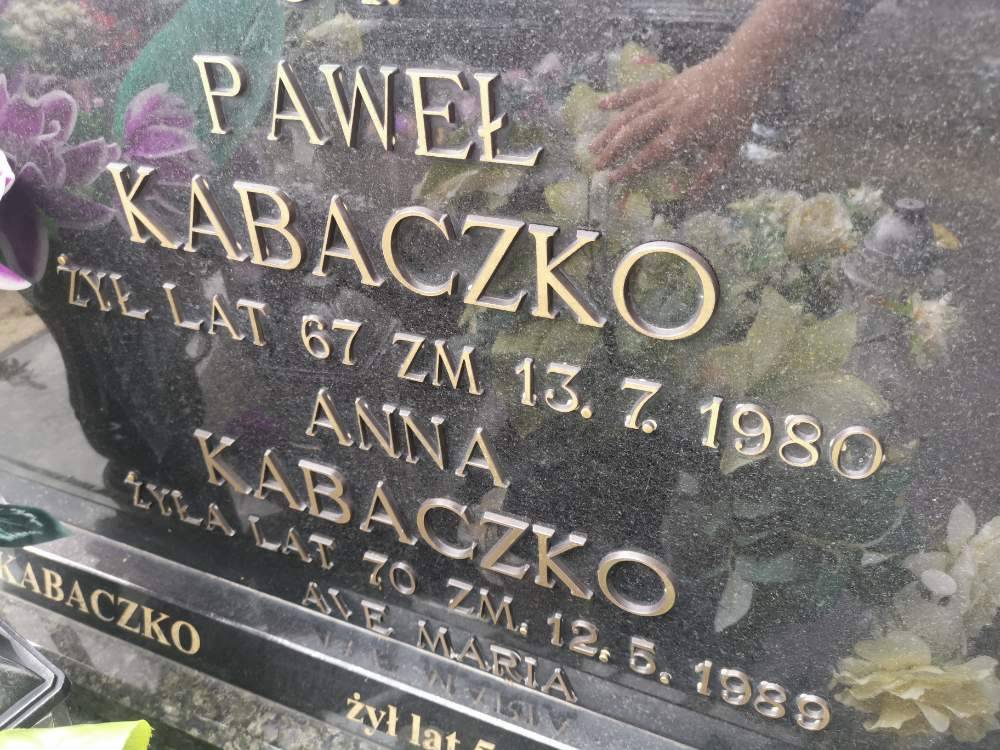 PAWEŁ
KABACZKO
ŻYŁ LAT 67 ZM 13. 7. 1980
ANNA
KABACZKO
ŻYŁA LAT 70 ZM. 12. 5. 1989
AVE MARIA
KABACZKO
żył lat